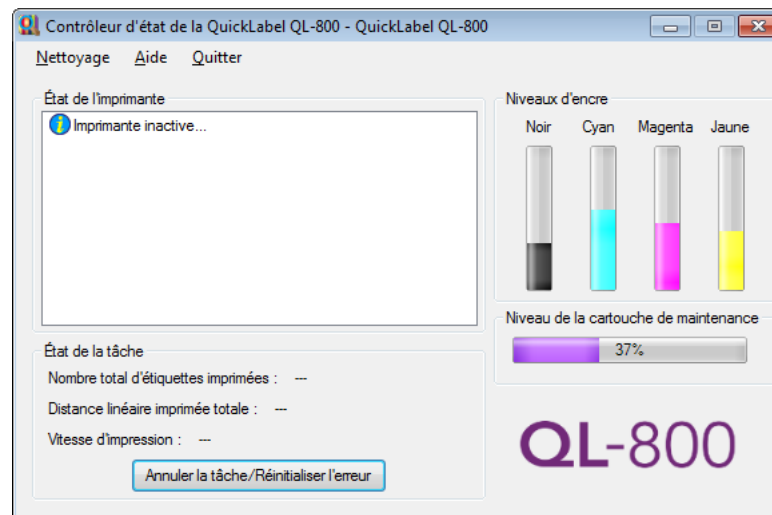 Contrôleur d'état de la QuickLabel QL-800 - QuickLabel QL-800
Nettoyage Aide Quitter
État de l'imprimante
Imprimante inactive...
Niveaux d'encre
Noir Cyan Magenta Jaune
Niveau de la cartouche de maintenance
37%
État de la tâche
Nombre total d'étiquettes imprimées : ---
Distance linéaire imprimée totale : ---
Vitesse d'impression : ---
Annuler la tâche/Réinitialiser l'erreur
QL-800